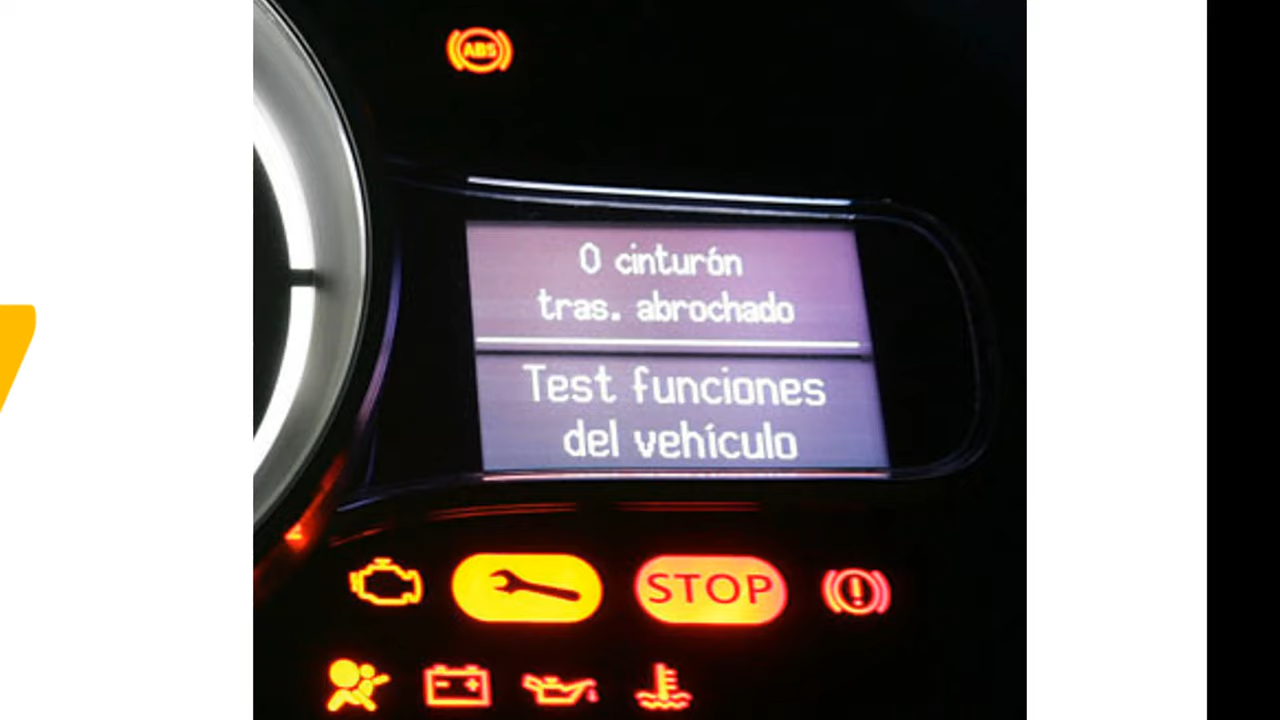 ABS
0 cinturón
tras. abrochado
Test funciones
del vehículo
STOP